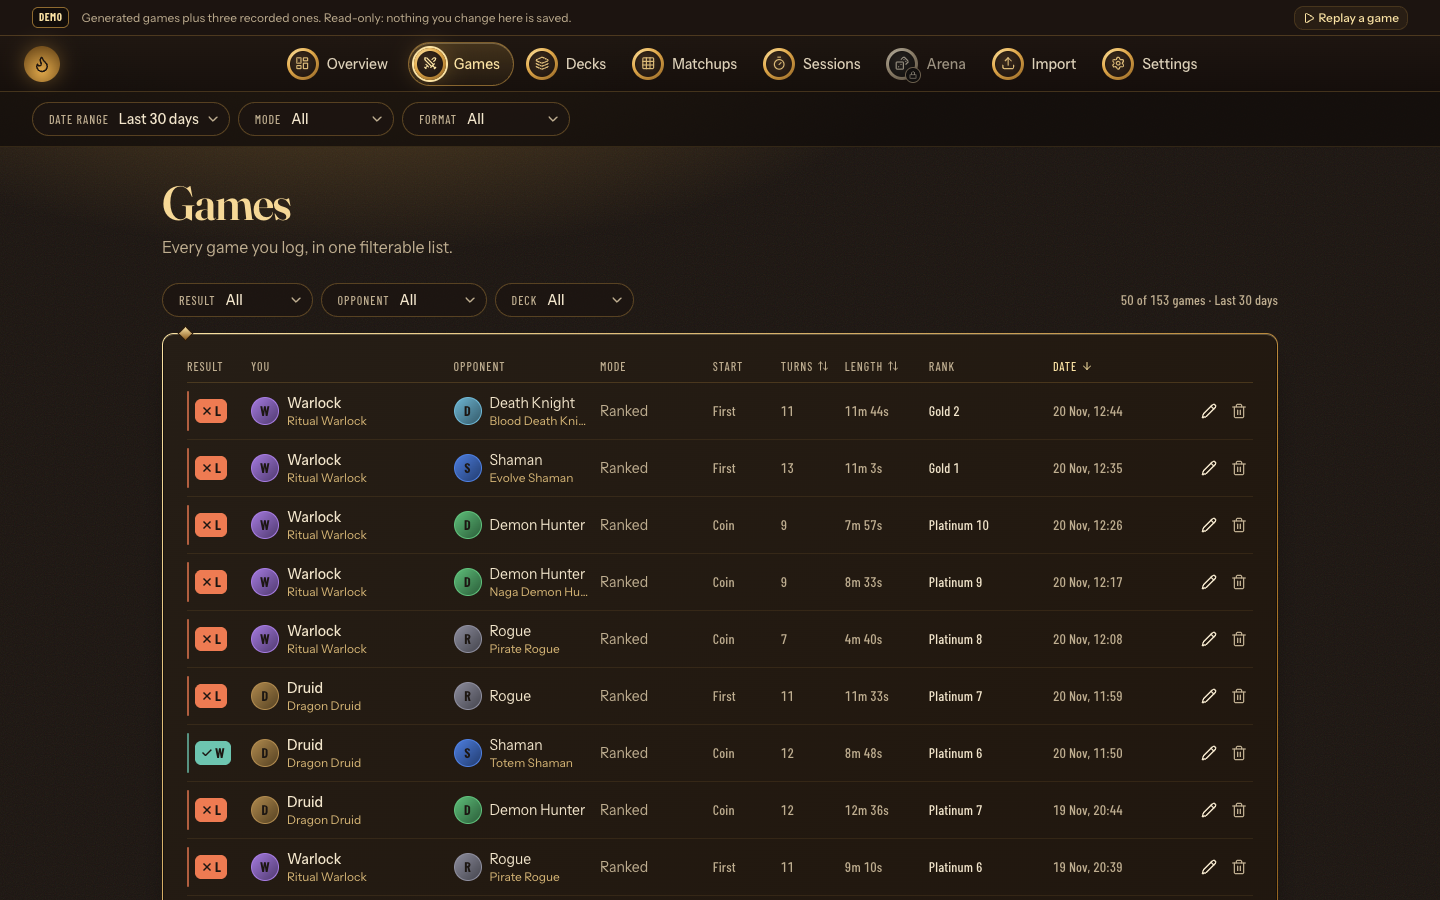 DEMO Generated games plus three recorded ones. Read-only: nothing you change here is saved. Replay a game
Overview Games Decks Matchups Sessions Arena Import Settings
DATE RANGE Last 30 days MODE All FORMAT All
Games
Every game you log, in one filterable list.
RESULT All OPPONENT All DECK All 50 of 153 games · Last 30 days
RESULT YOU OPPONENT MODE START TURNS LENGTH RANK DATE
L W Warlock D Death Knight Ranked First 11 11m 44s Gold 2 20 Nov, 12:44
Ritual Warlock Blood Death Kni...
L W Warlock S Shaman Ranked First 13 11m 3s Gold 1 20 Nov, 12:35
Ritual Warlock Evolve Shaman
L W Warlock D Demon Hunter Ranked Coin 9 7m 57s Platinum 10 20 Nov, 12:26
Ritual Warlock
L W Warlock D Demon Hunter Ranked Coin 9 8m 33s Platinum 9 20 Nov, 12:17
Ritual Warlock Naga Demon Hu...
L W Warlock R Rogue Ranked Coin 7 4m 40s Platinum 8 20 Nov, 12:08
Ritual Warlock Pirate Rogue
L D Druid R Rogue Ranked First 11 11m 33s Platinum 7 20 Nov, 11:59
Dragon Druid
W D Druid S Shaman Ranked Coin 12 8m 48s Platinum 6 20 Nov, 11:50
Dragon Druid Totem Shaman
L D Druid D Demon Hunter Ranked Coin 12 12m 36s Platinum 7 19 Nov, 20:44
Dragon Druid
L W Warlock R Rogue Ranked First 11 9m 10s Platinum 6 19 Nov, 20:39
Ritual Warlock Pirate Rogue